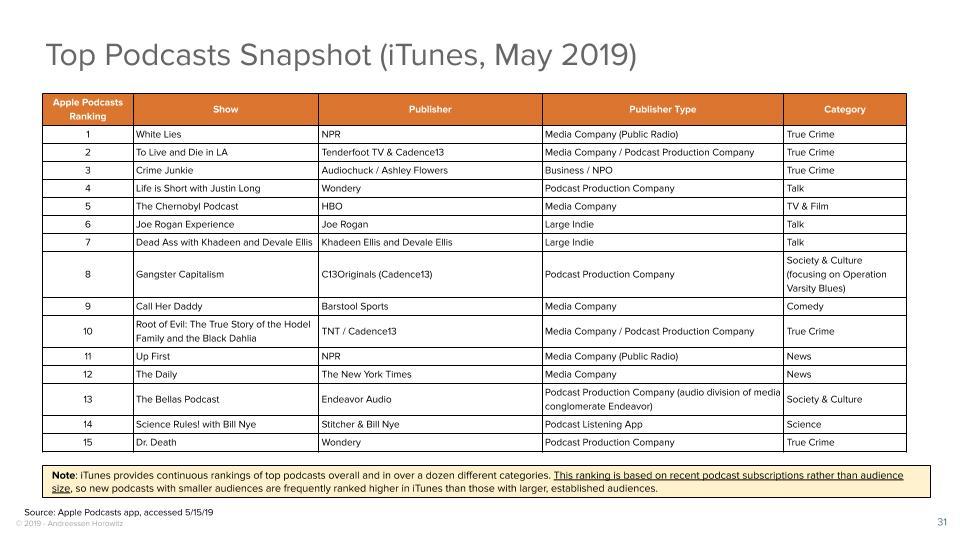 Top Podcasts Snapshot (iTunes, May 2019)
Apple Podcasts Ranking Show Publisher Publisher Type Category
1 White Lies NPR Media Company (Public Radio) True Crime
2 To Live and Die in LA Tenderfoot TV & Cadence13 Media Company / Podcast Production Company True Crime
3 Crime Junkie Audiochuck / Ashley Flowers Business / NPO True Crime
4 Life is Short with Justin Long Wondery Podcast Production Company Talk
5 The Chernobyl Podcast HBO Media Company TV & Film
6 Joe Rogan Experience Joe Rogan Large Indie Talk
7 Dead Ass with Khadeen and Devale Ellis Khadeen Ellis and Devale Ellis Large Indie Talk
8 Gangster Capitalism C13Originals (Cadence13) Podcast Production Company Society & Culture (focusing on Operation Varsity Blues)
9 Call Her Daddy Barstool Sports Media Company Comedy
10 Root of Evil: The True Story of the Hodel Family and the Black Dahlia TNT / Cadence13 Media Company / Podcast Production Company True Crime
11 Up First NPR Media Company (Public Radio) News
12 The Daily The New York Times Media Company News
13 The Bellas Podcast Endeavor Audio Podcast Production Company (audio division of media conglomerate Endeavor) Society & Culture
14 Science Rules! with Bill Nye Stitcher & Bill Nye Podcast Listening App Science
15 Dr. Death Wondery Podcast Production Company True Crime
Note: iTunes provides continuous rankings of top podcasts overall and in over a dozen different categories. This ranking is based on recent podcast subscriptions rather than audience
size, so new podcasts with smaller audiences are frequently ranked higher in iTunes than those with larger, established audiences.
Source: Apple Podcasts app, accessed 5/15/19
© 2019 - Andreessen Horowitz
31